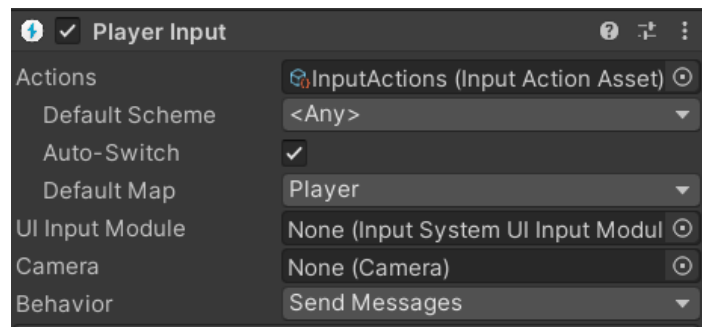 Player Input
Actions InputActions (Input Action Asset)
Default Scheme <Any>
Auto-Switch
Default Map Player
UI Input Module None (Input System UI Input Modul
Camera None (Camera)
Behavior Send Messages